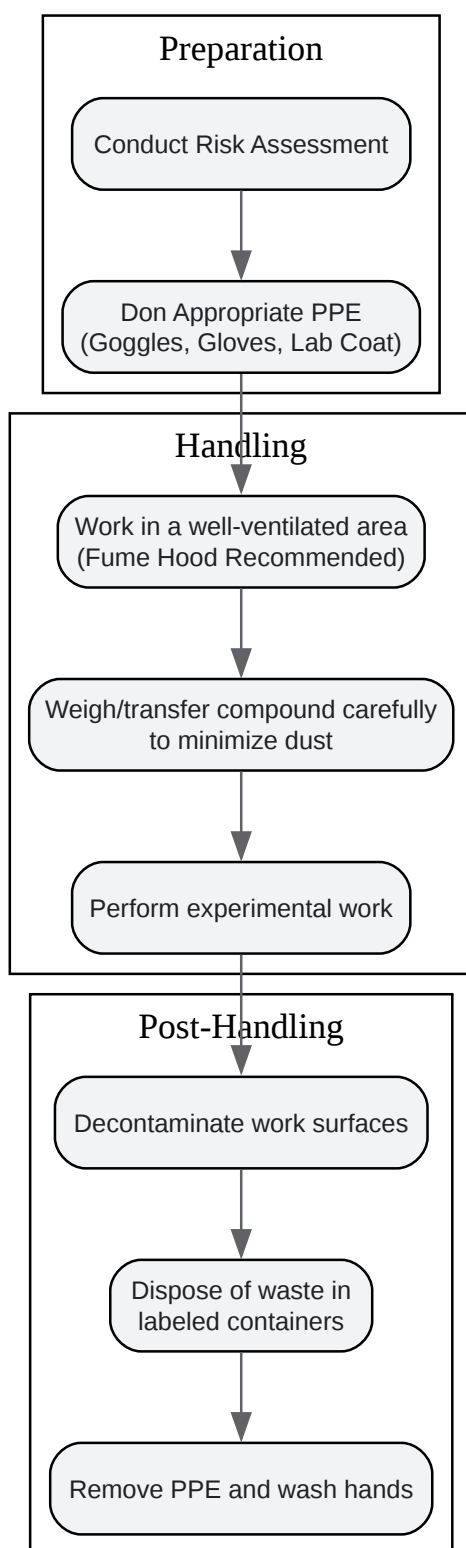 Preparation
Conduct Risk Assessment
Don Appropriate PPE
(Goggles, Gloves, Lab Coat)
Handling
Work in a well-ventilated area
(Fume Hood Recommended)
Weigh/transfer compound carefully
to minimize dust
Perform experimental work
Post-Handling
Decontaminate work surfaces
Dispose of waste in
labeled containers
Remove PPE and wash hands